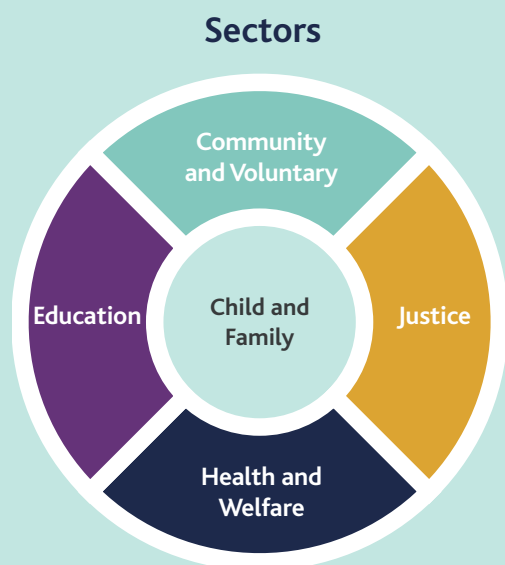 Sectors
Community
and Voluntary
Education
Child and
Family
Justice
Health and
Welfare